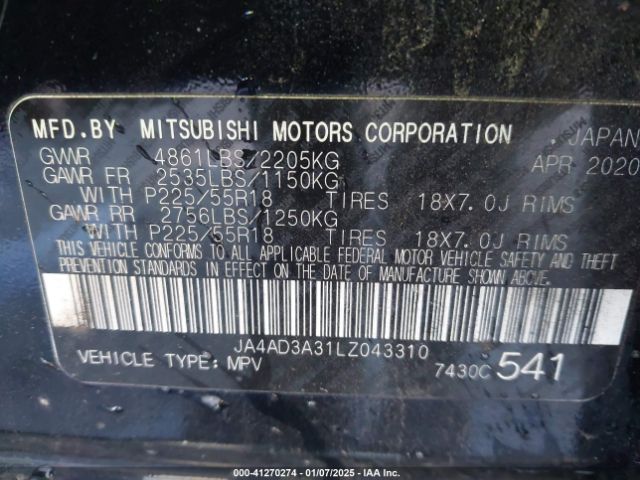 MFD.BY MITSUBISHI MOTORS CORPORATION JAPAN
GWWR 4861LBS/2205KG APR 2020
GAWR FR 2535LBS/1150KG
WITH P225/55R18 TIRES 18X7.0J RIMS
GAWR RR 2756LBS/1250KG
WITH P225/55R18 TIRES 18X7.0J RIMS
THIS VEHICLE CONFORMS TO ALL APPLICABLE FEDERAL MOTOR VEHICLE SAFETY AND THEFT
PREVENTION STANDARDS IN EFFECT ON THE DATE OF MANUFACTURE SHOWN ABOVE.
JA4AD3A31LZ043310
VEHICLE TYPE: MPV 7430C 541
000-41270274 - 01/07/2025 - IAA Holdings, LLC.